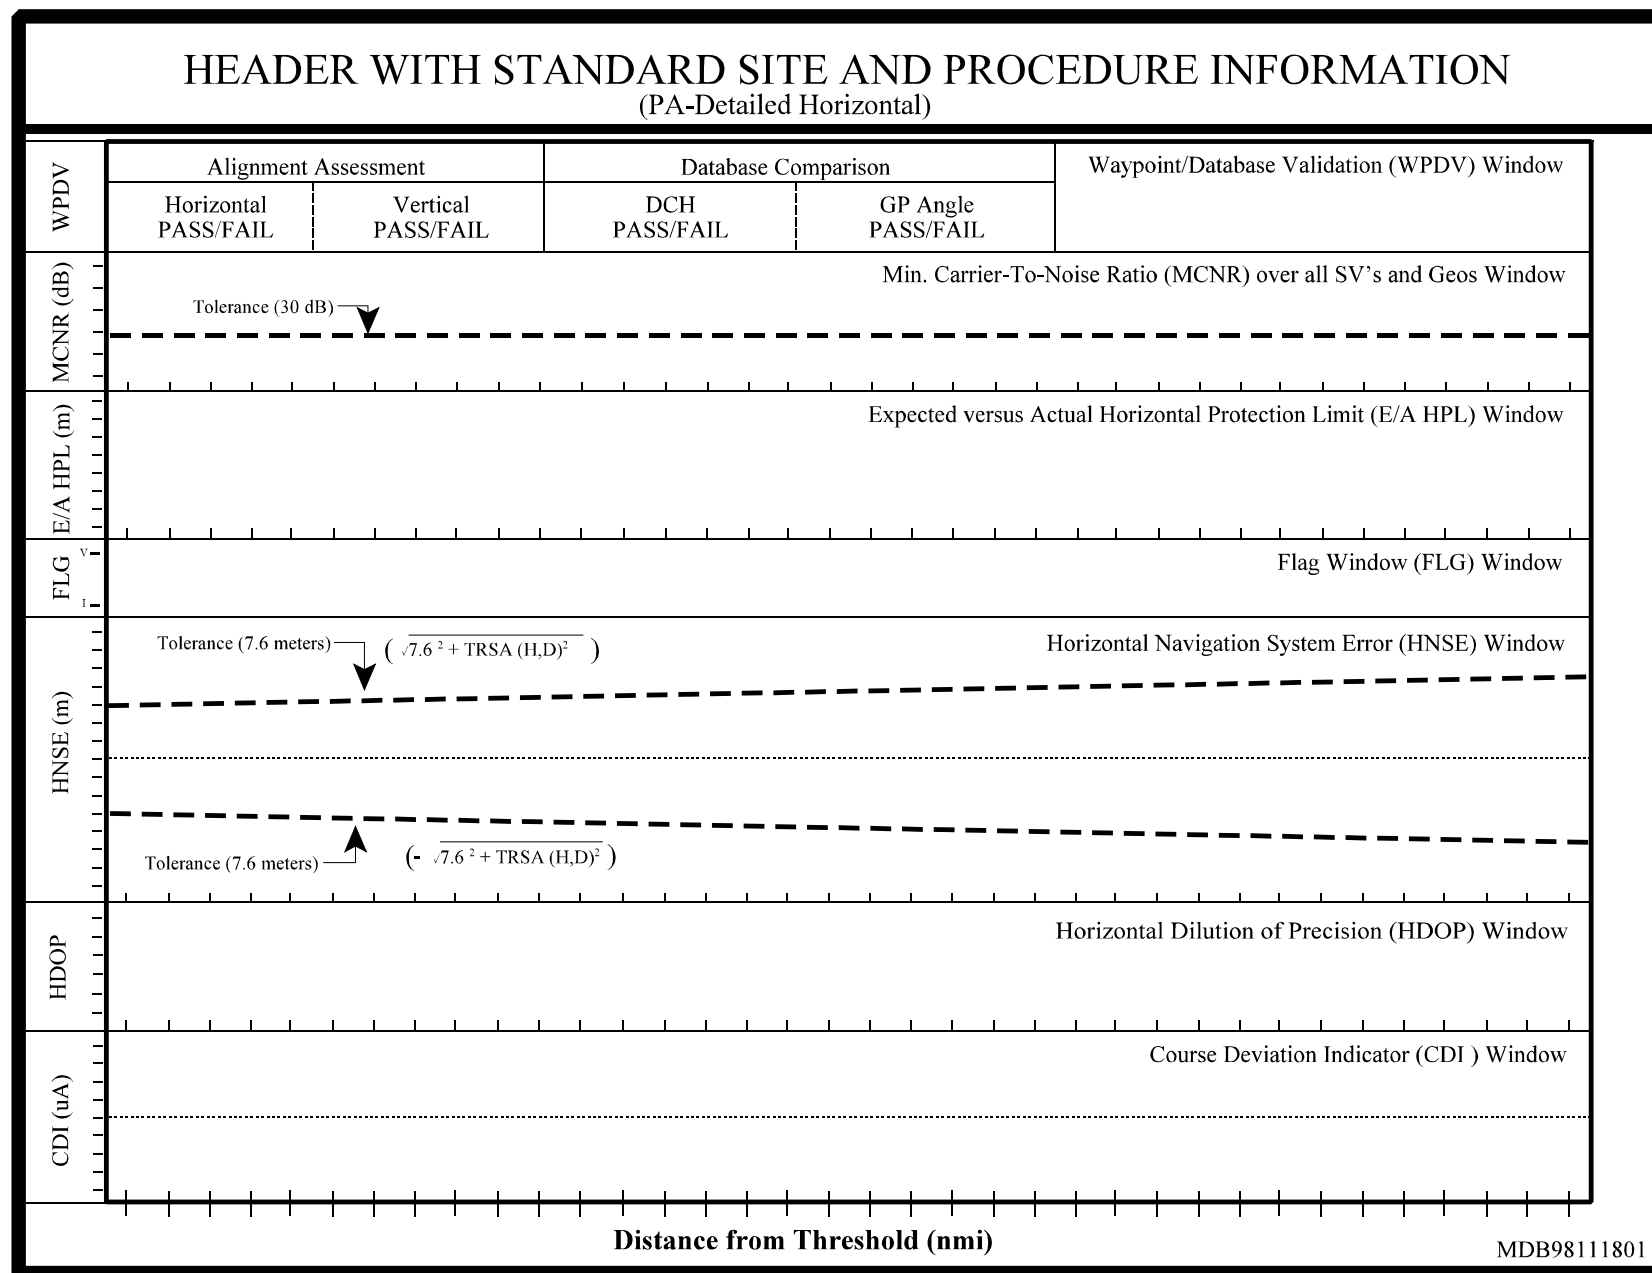 HEADER WITH STANDARD SITE AND PROCEDURE INFORMATION
(PA-Detailed Horizontal)
WPDV
Alignment Assessment
Database Comparison
Waypoint/Database Validation (WPDV) Window
Horizontal
PASS/FAIL
Vertical
PASS/FAIL
DCH
PASS/FAIL
GP Angle
PASS/FAIL
MCNR (dB)
Min. Carrier-To-Noise Ratio (MCNR) over all SV's and Geos Window
Tolerance (30 dB)
E/A HPL (m)
Expected versus Actual Horizontal Protection Limit (E/A HPL) Window
FLG
V
I
Flag Window (FLG) Window
HNSE (m)
Tolerance (7.6 meters)
( √7.6 ² + TRSA (H,D)² )
Horizontal Navigation System Error (HNSE) Window
Tolerance (7.6 meters)
(- √7.6 ² + TRSA (H,D)² )
HDOP
Horizontal Dilution of Precision (HDOP) Window
CDI (uA)
Course Deviation Indicator (CDI ) Window
Distance from Threshold (nmi)
MDB98111801